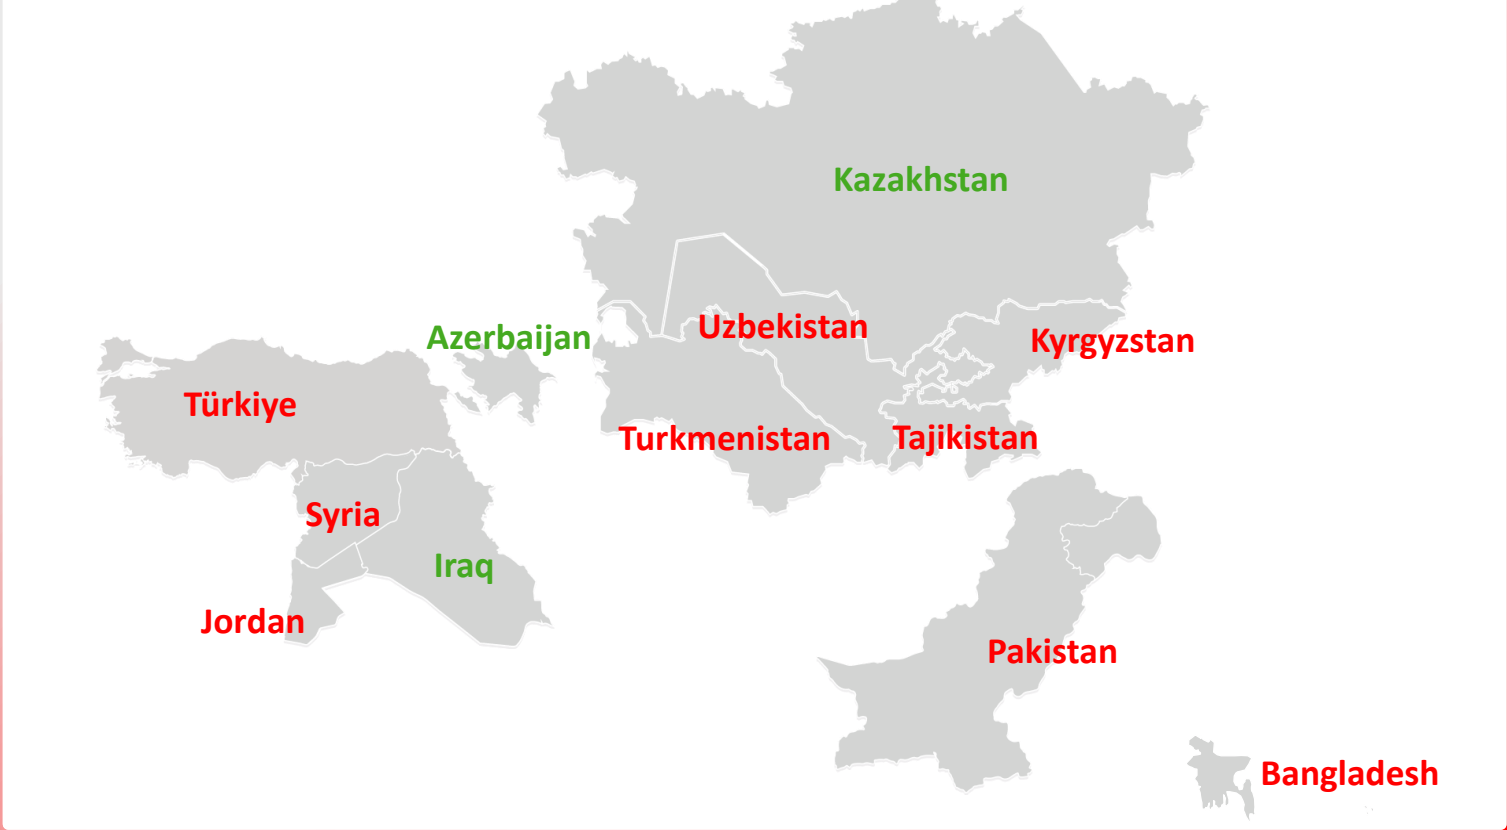 Kazakhstan
Azerbaijan
Uzbekistan
Kyrgyzstan
Türkiye
Turkmenistan
Tajikistan
Syria
Iraq
Jordan
Pakistan
Bangladesh